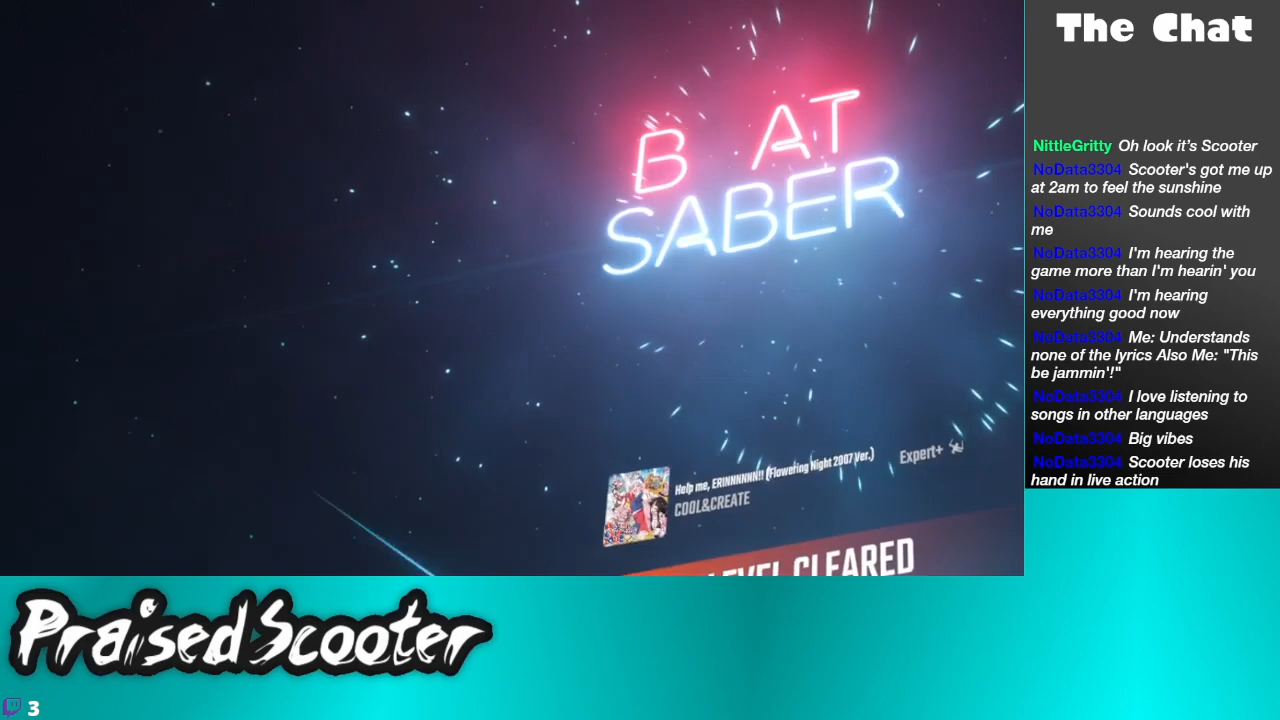 The Chat
B AT
SABER
NittleGritty Oh look it's Scooter
NoData3304 Scooter's got me up
at 2am to feel the sunshine
NoData3304 Sounds cool with
me
NoData3304 I'm hearing the
game more than I'm hearin' you
NoData3304 I'm hearing
everything good now
NoData3304 Me: Understands
none of the lyrics Also Me: "This
be jammin'!"
NoData3304 I love listening to
songs in other languages
NoData3304 Big vibes
NoData3304 Scooter loses his
hand in live action
Help me, ERINNNNNN!! (Flowering Night 2007 Ver.) Expert+
COOL&CREATE
LEVEL CLEARED
PraisedScooter
3